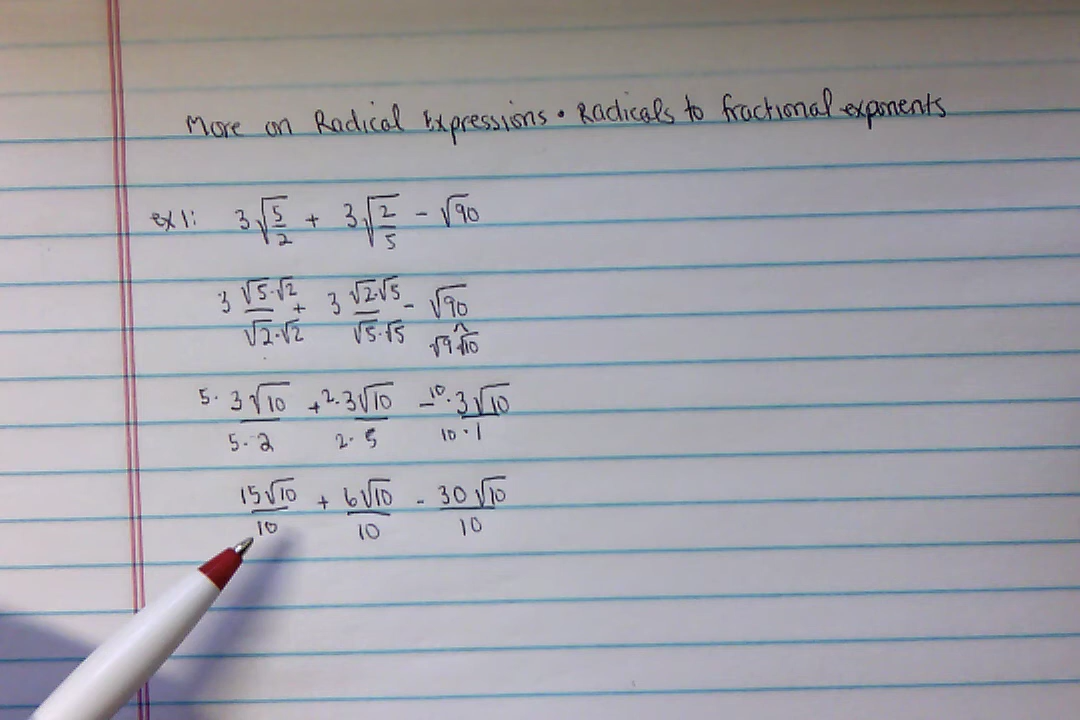 More on Radical Expressions • Radicals to fractional exponents
ex1: 3√(5/2) + 3√(2/5) - √90
3 (√5·√2)/(√2·√2) + 3 (√2·√5)/(√5·√5) - √90
√9 √10
5·3√10/(5·2) + 2·3√10/(2·5) - 10·3√10/(10·1)
15√10/10 + 6√10/10 - 30√10/10